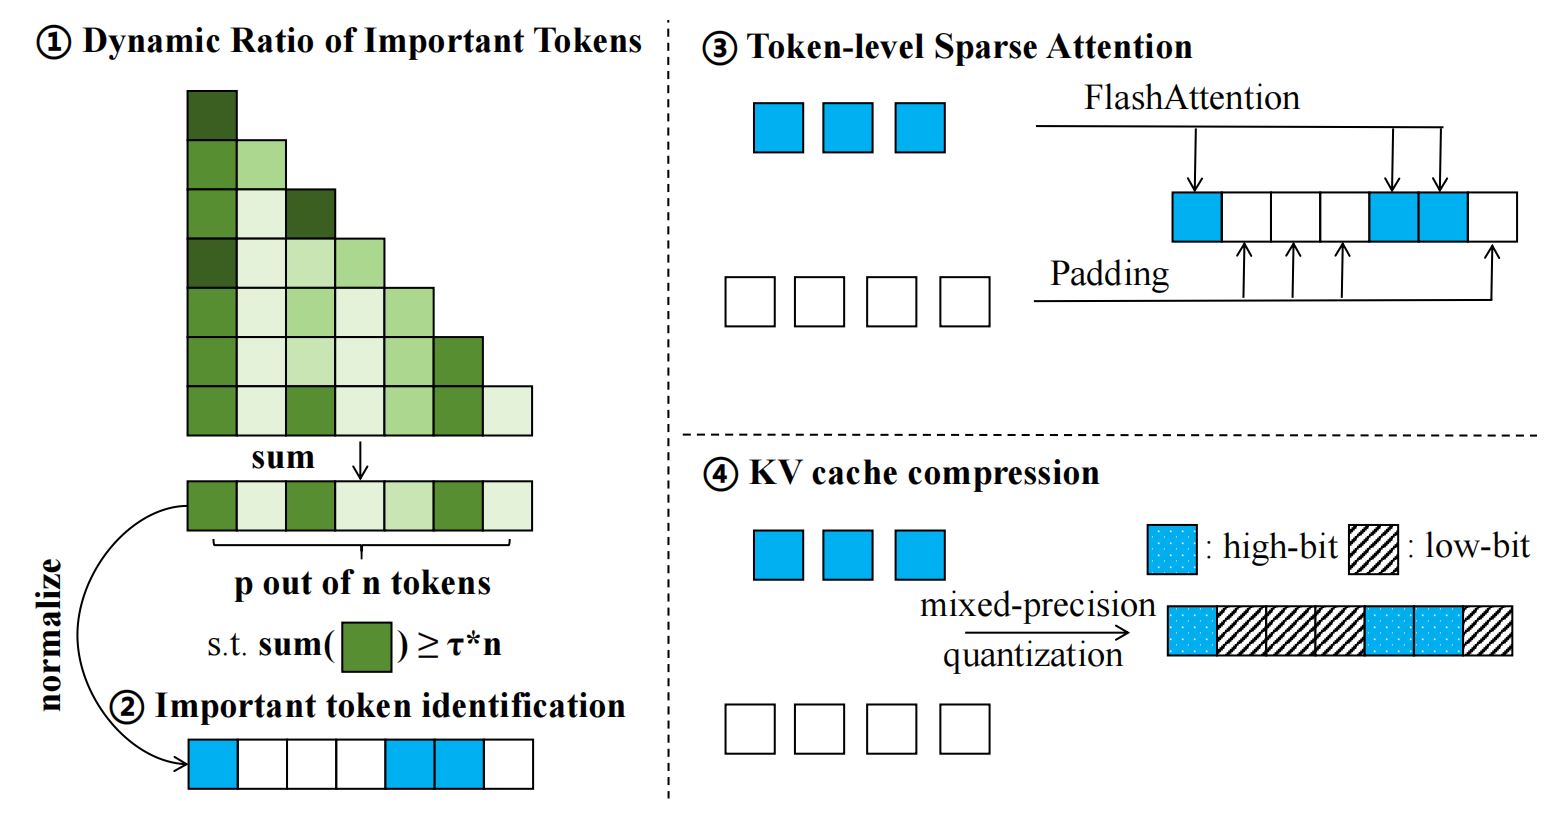 ① Dynamic Ratio of Important Tokens
sum
p out of n tokens
s.t. sum( ) ≥ τ*n
normalize
② Important token identification
③ Token-level Sparse Attention
FlashAttention
Padding
④ KV cache compression
: high-bit : low-bit
mixed-precision
quantization